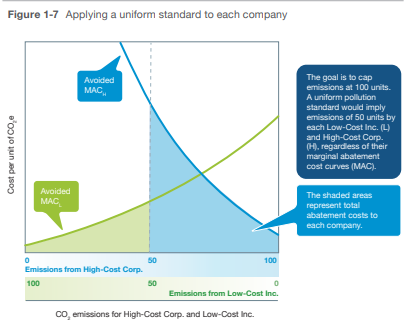 Figure 1-7 Applying a uniform standard to each company
Avoided
MACH
The goal is to cap
emissions at 100 units.
A uniform pollution
standard would imply
emissions of 50 units by
each Low-Cost Inc. (L)
and High-Cost Corp.
(H), regardless of their
marginal abatement
cost curves (MAC).
Cost per unit of CO2e
Avoided
MACL
The shaded areas
represent total
abatement costs to
each company.
0 50 100
Emissions from High-Cost Corp.
100 50 0
Emissions from Low-Cost Inc.
CO2 emissions for High-Cost Corp. and Low-Cost Inc.